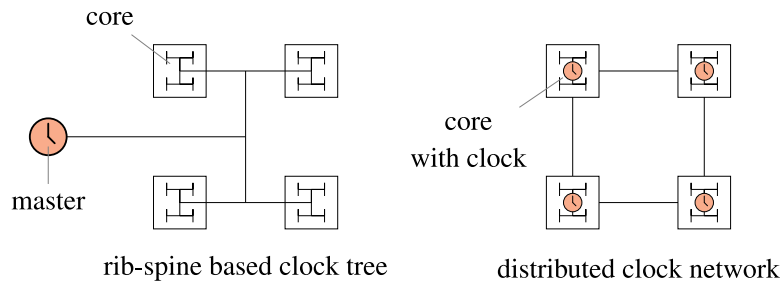 core
master
rib-spine based clock tree
core
with clock
distributed clock network